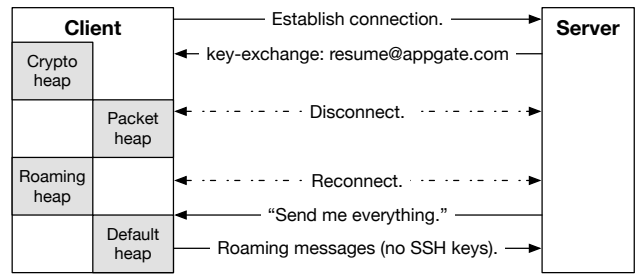 Client
Establish connection.
Server
key-exchange: resume@appgate.com
Crypto
heap
Disconnect.
Packet
heap
Roaming
heap
Reconnect.
“Send me everything.”
Default
heap
Roaming messages (no SSH keys).